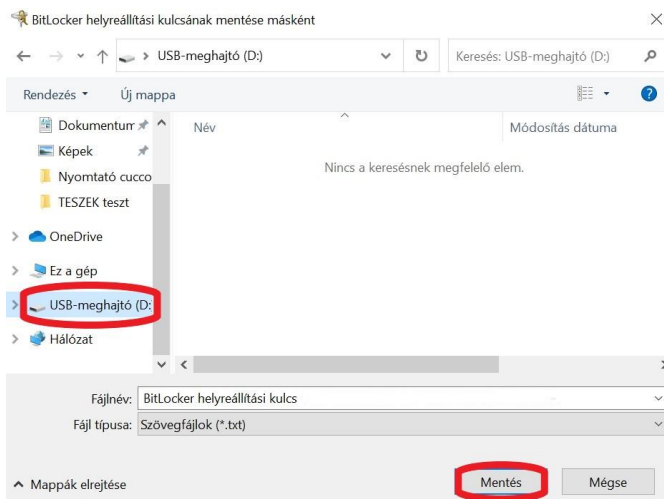 BitLocker helyreállítási kulcsának mentése másként
USB-meghajtó (D:)
Keresés: USB-meghajtó (D:)
Rendezés
Új mappa
?
Név
Módosítás dátuma
Nincs a keresésnek megfelelő elem.
Dokumentum
Képek
Nyomtató cucco
TESZEK teszt
OneDrive
Ez a gép
USB-meghajtó (D:
Hálózat
Fájlnév: BitLocker helyreállítási kulcs
Fájl típusa: Szövegfájlok (*.txt)
Mappák elrejtése
Mentés
Mégse